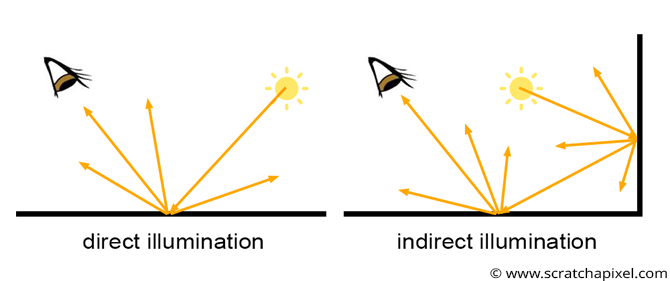 direct illumination
indirect illumination
© www.scratchapixel.com